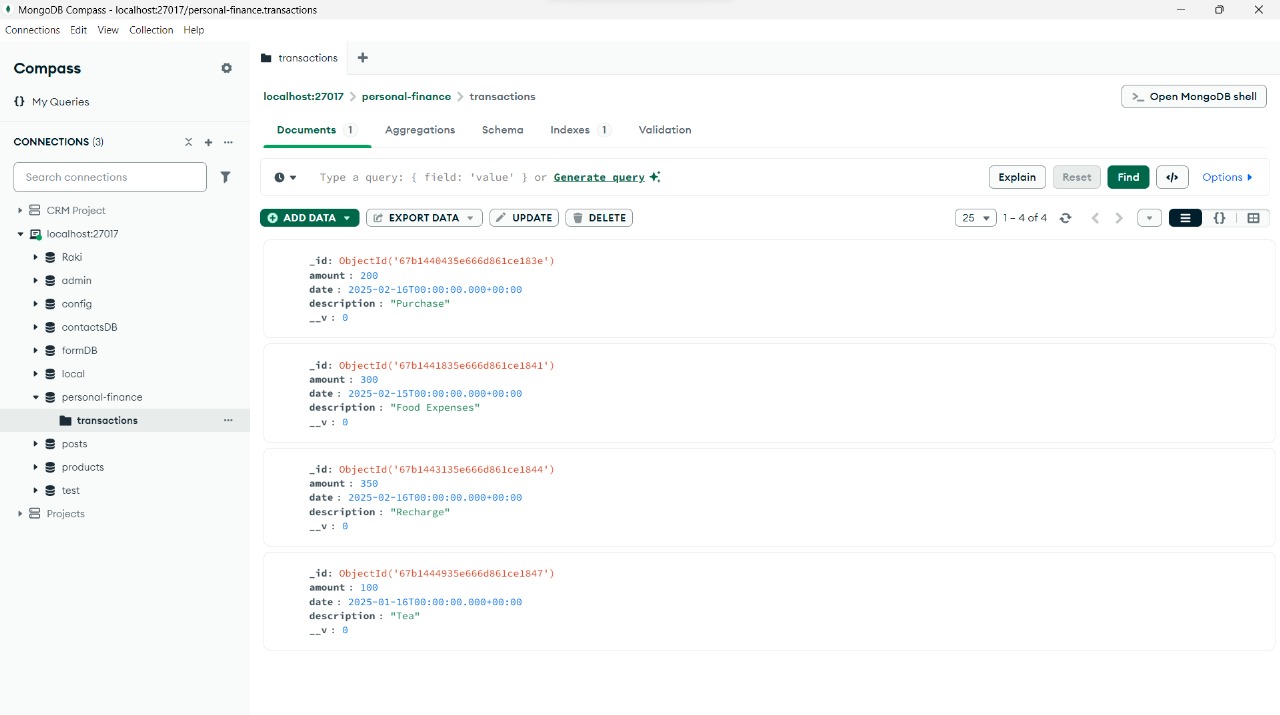 MongoDB Compass - localhost:27017/personal-finance.transactions
Connections Edit View Collection Help
Compass
{} My Queries
CONNECTIONS (3)
Search connections
CRM Project
localhost:27017
Raki
admin
config
contactsDB
formDB
local
personal-finance
transactions
posts
products
test
Projects
transactions
localhost:27017 > personal-finance > transactions
>_ Open MongoDB shell
Documents 1 Aggregations Schema Indexes 1 Validation
Type a query: { field: 'value' } or Generate query
Explain Reset Find </> Options
ADD DATA EXPORT DATA UPDATE DELETE
25 1 – 4 of 4 {}
_id: ObjectId('67b1440435e666d861ce183e')
amount : 200
date : 2025-02-16T00:00:00.000+00:00
description : "Purchase"
__v : 0
_id: ObjectId('67b1441835e666d861ce1841')
amount : 300
date : 2025-02-15T00:00:00.000+00:00
description : "Food Expenses"
__v : 0
_id: ObjectId('67b1443135e666d861ce1844')
amount : 350
date : 2025-02-16T00:00:00.000+00:00
description : "Recharge"
__v : 0
_id: ObjectId('67b1444935e666d861ce1847')
amount : 100
date : 2025-01-16T00:00:00.000+00:00
description : "Tea"
__v : 0